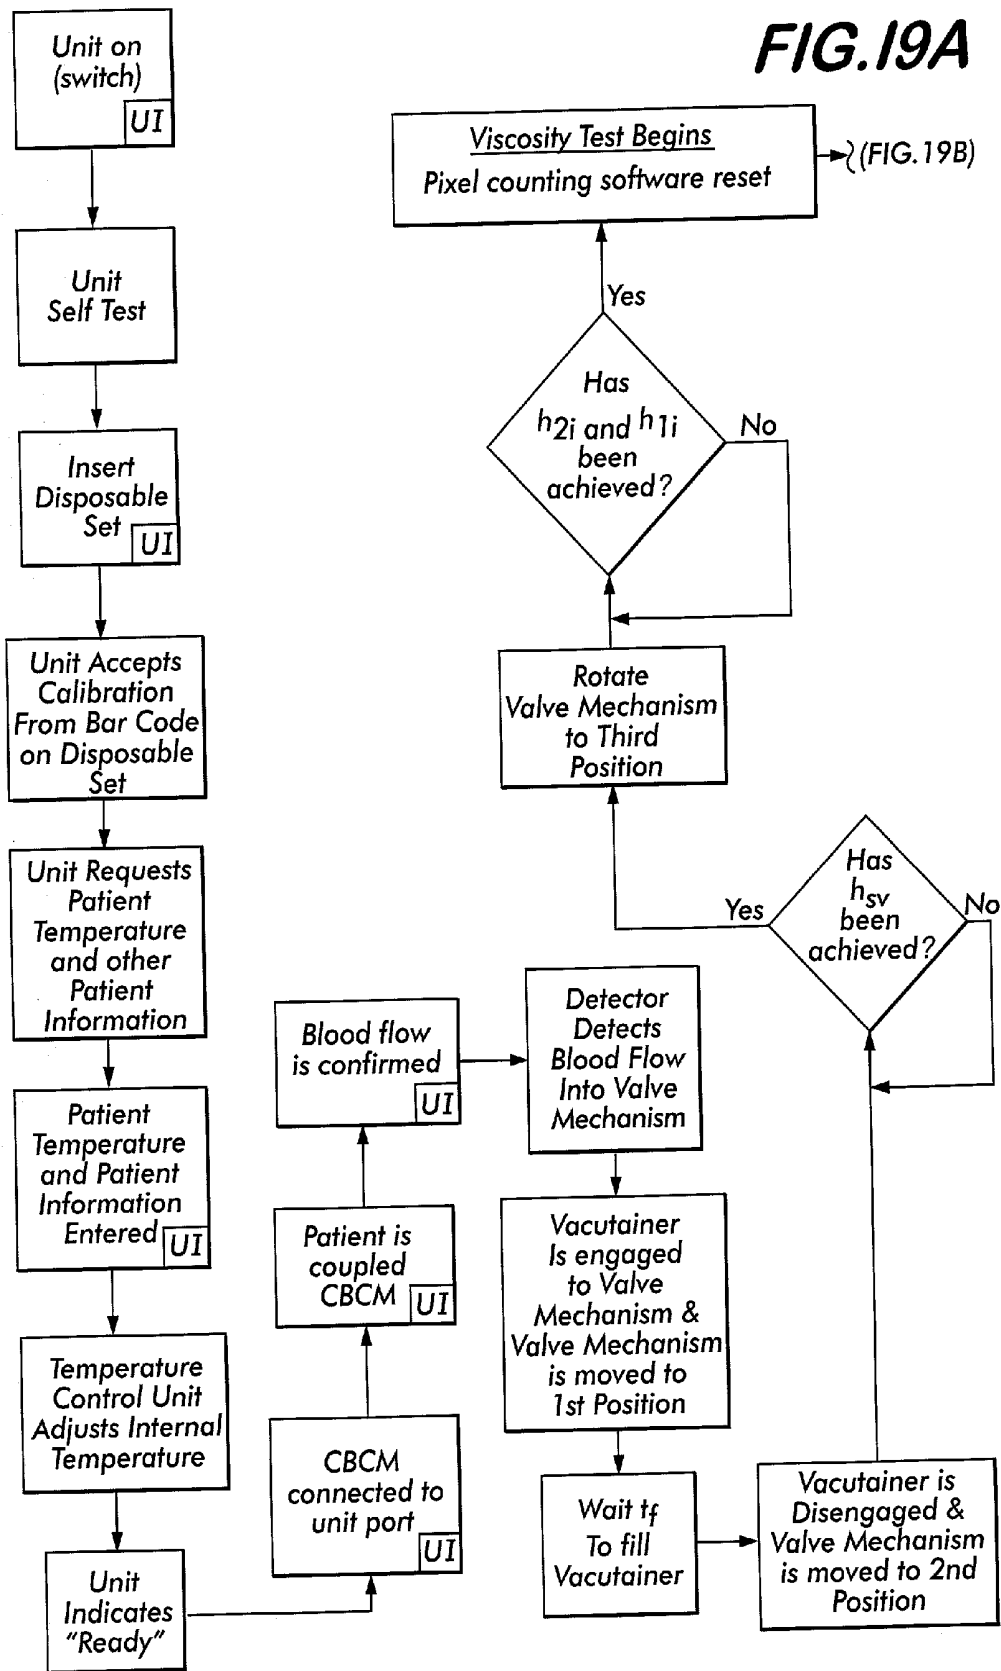 FIG.19A
Unit on
(switch)
UI
Unit
Self Test
Insert
Disposable
Set
UI
Unit Accepts
Calibration
From Bar Code
on Disposable
Set
Unit Requests
Patient
Temperature
and other
Patient
Information
Patient
Temperature
and Patient
Information
Entered
UI
Temperature
Control Unit
Adjusts Internal
Temperature
Unit
Indicates
“Ready”
CBCM
connected to
unit port
UI
Patient is
coupled
CBCM
UI
Blood flow
is confirmed
UI
Detector
Detects
Blood Flow
Into Valve
Mechanism
Vacutainer
Is engaged
to Valve
Mechanism &
Valve Mechanism
is moved to
1st Position
Wait tf
To fill
Vacutainer
Vacutainer is
Disengaged &
Valve Mechanism
is moved to 2nd
Position
Has
hsv
been
achieved?
No
Yes
Rotate
Valve Mechanism
to Third
Position
Has
h2i and h1i
been
achieved?
No
Yes
Viscosity Test Begins
Pixel counting software reset
(FIG.19B)